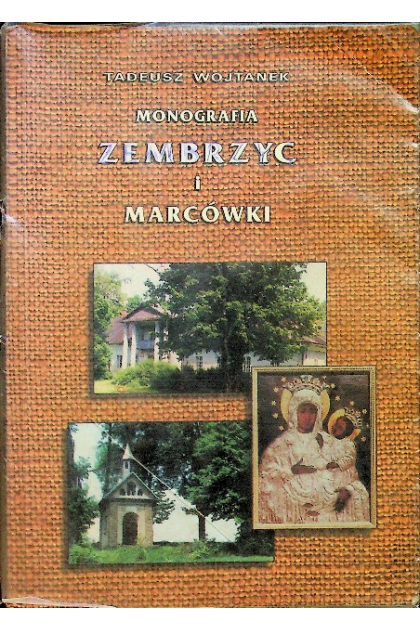 TADEUSZ WOJTANEK
MONOGRAFIA
ZEMBRZYC
i
MARCÓWKI